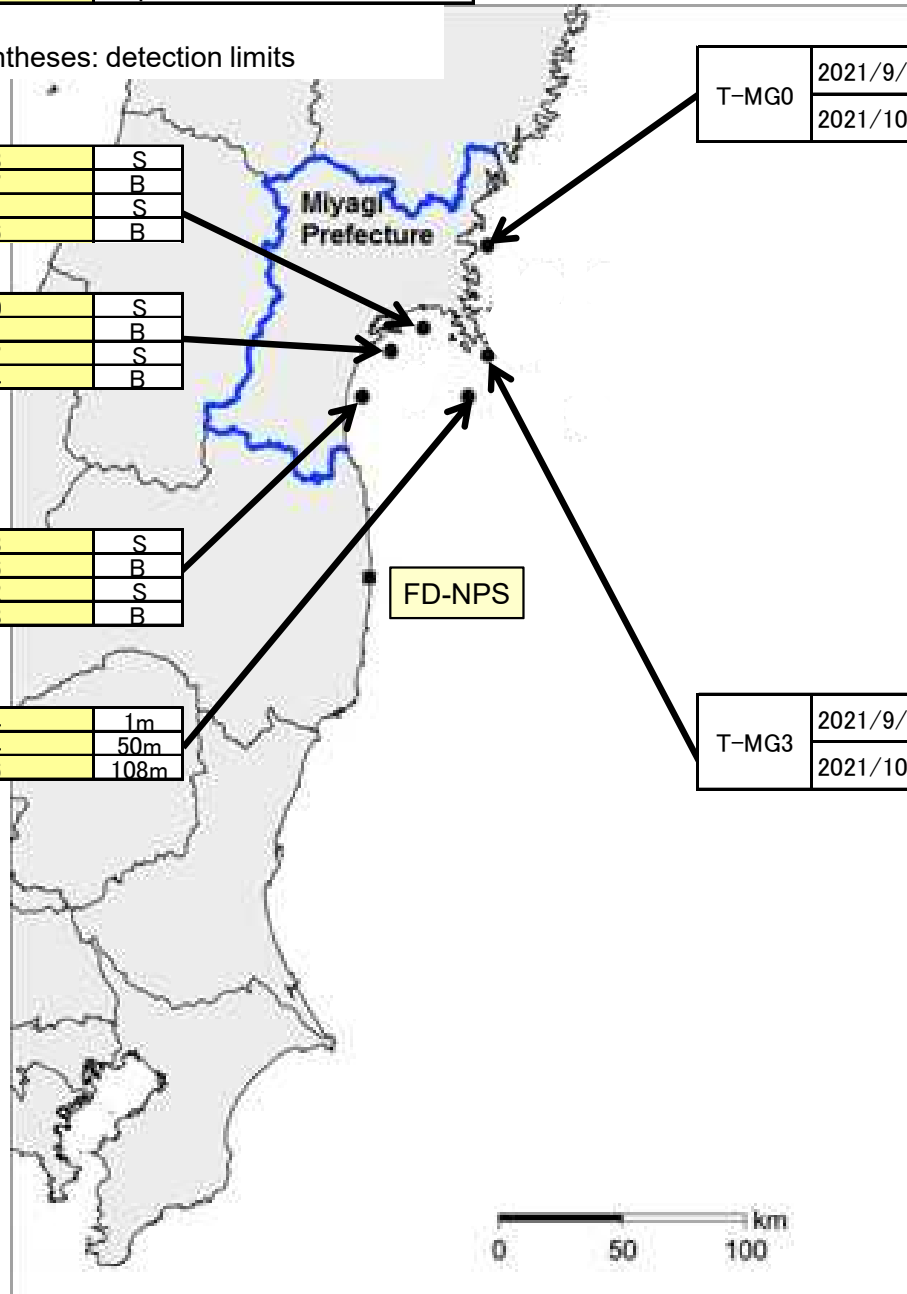 ntheses: detection limits
T-MG0
2021/9/
2021/10
S
B
S
B
Miyagi
Prefecture
S
B
S
B
S
B
S
B
FD-NPS
1m
50m
108m
T-MG3
2021/9/
2021/10
km
0 50 100